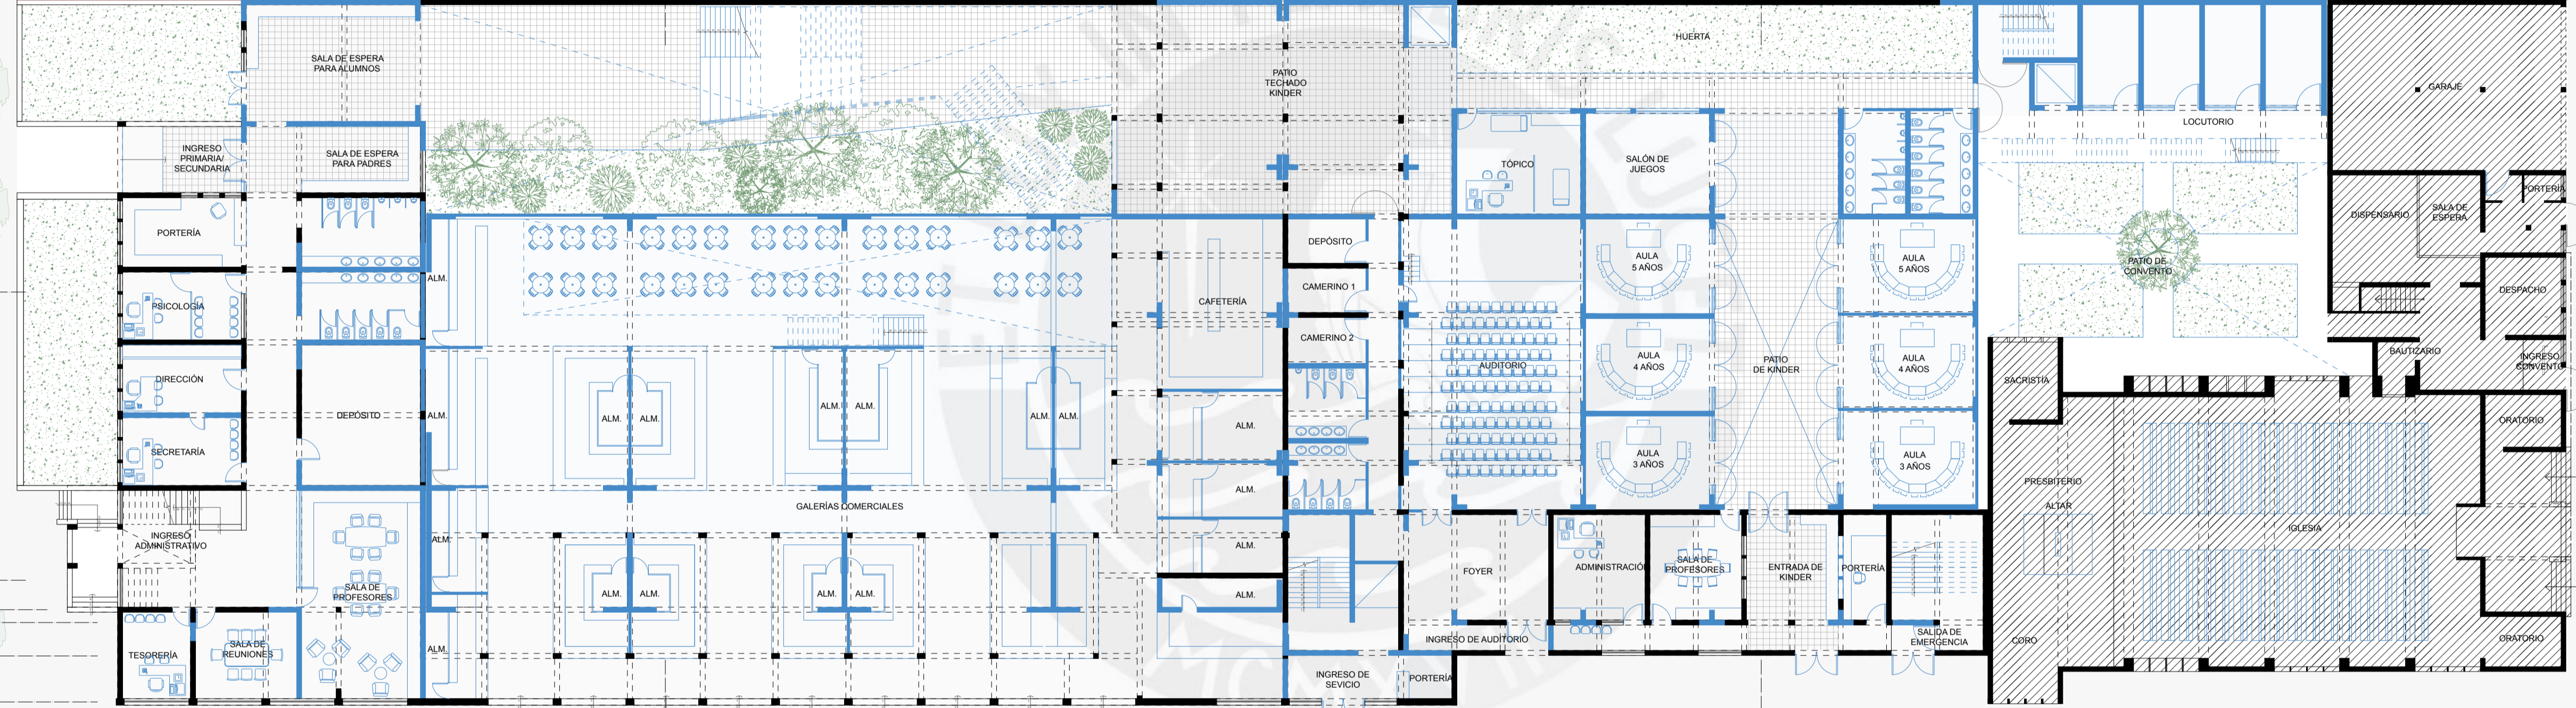 SALA DE ESPERA
PARA ALUMNOS
INGRESO
PRIMARIA/
SECUNDARIA
SALA DE ESPERA
PARA PADRES
PORTERÍA
PSICOLOGÍA
DIRECCIÓN
SECRETARÍA
DEPÓSITO
INGRESO
ADMINISTRATIVO
SALA DE
PROFESORES
TESORERÍA
SALA DE
REUNIONES
ALM.
ALM.
ALM.
ALM.
ALM.
ALM.
ALM.
ALM.
ALM.
ALM.
GALERÍAS COMERCIALES
ALM.
ALM.
ALM.
ALM.
CAFETERÍA
ALM.
ALM.
ALM.
ALM.
PATIO
TECHADO
KINDER
DEPÓSITO
CAMERINO 1
CAMERINO 2
AUDITORIO
FOYER
INGRESO DE AUDITORIO
INGRESO DE
SEVICIO
PORTERÍA
HUERTA
TÓPICO
SALÓN DE
JUEGOS
AULA
5 AÑOS
AULA
4 AÑOS
AULA
3 AÑOS
PATIO
DE KINDER
AULA
5 AÑOS
AULA
4 AÑOS
AULA
3 AÑOS
ADMINISTRACIÓN
SALA DE
PROFESORES
ENTRADA DE
KINDER
PORTERÍA
SALIDA DE
EMERGENCIA
LOCUTORIO
PATIO DE
CONVENTO
GARAJE
DISPENSARIO
SALA DE
ESPERA
PORTERÍA
DESPACHO
BAUTIZARIO
INGRESO
CONVENTO
SACRISTÍA
PRESBITERIO
ALTAR
IGLESIA
CORO
ORATORIO
ORATORIO